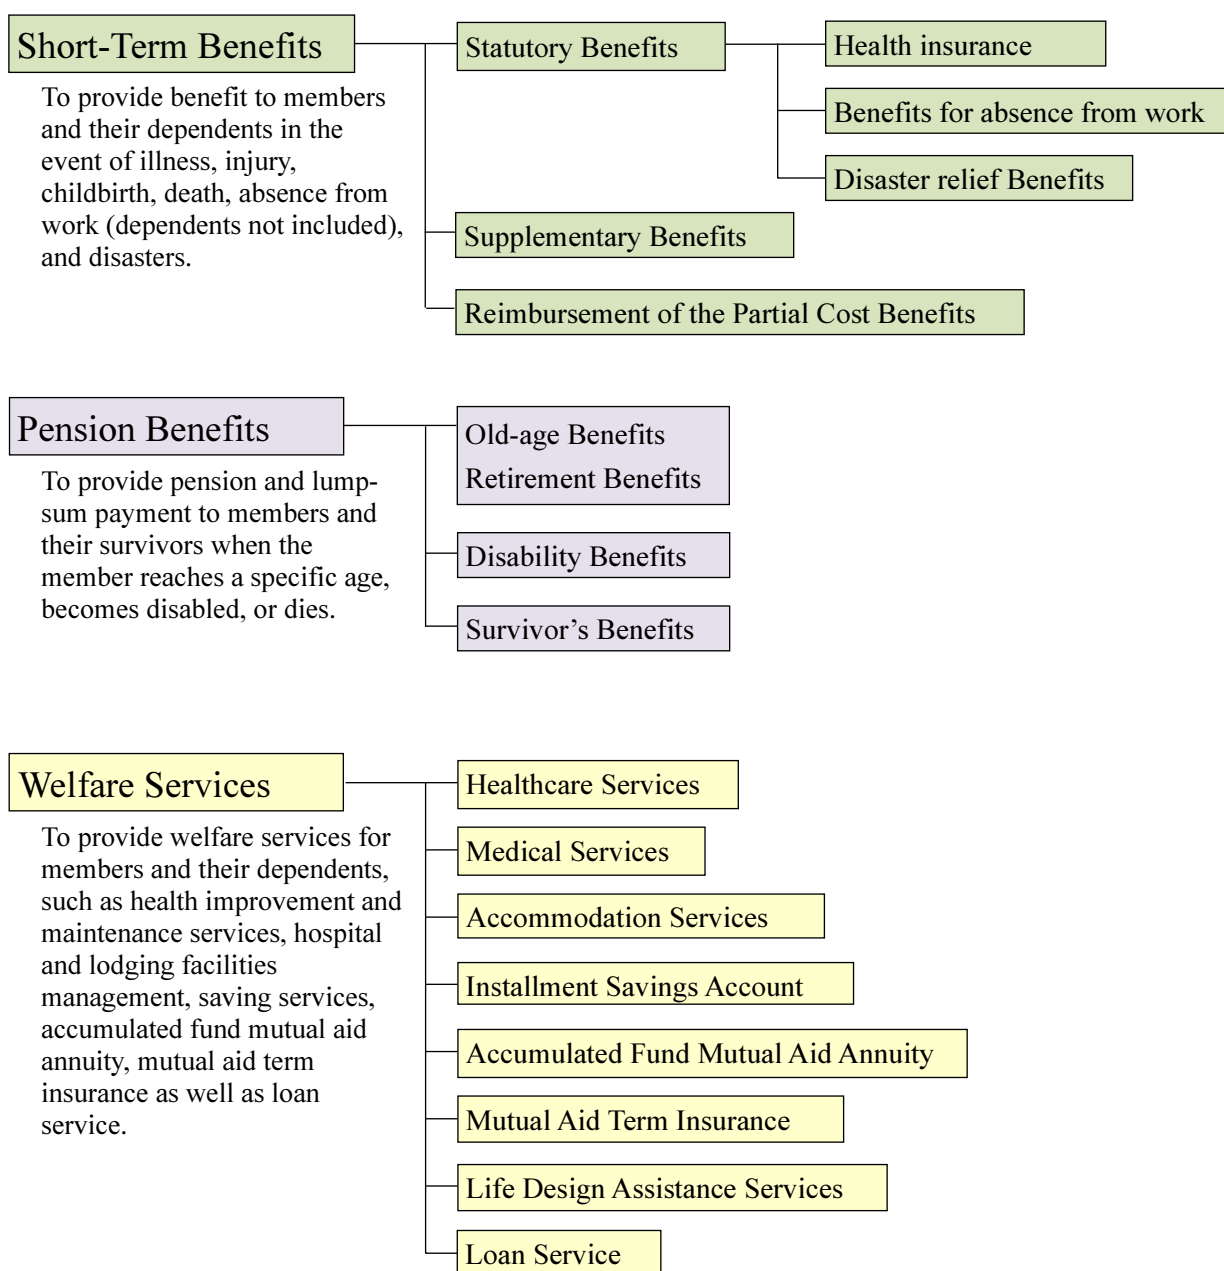 Short-Term Benefits
To provide benefit to members
and their dependents in the
event of illness, injury,
childbirth, death, absence from
work (dependents not included),
and disasters.
Statutory Benefits
Health insurance
Benefits for absence from work
Disaster relief Benefits
Supplementary Benefits
Reimbursement of the Partial Cost Benefits
Pension Benefits
To provide pension and lump-
sum payment to members and
their survivors when the
member reaches a specific age,
becomes disabled, or dies.
Old-age Benefits
Retirement Benefits
Disability Benefits
Survivor’s Benefits
Welfare Services
To provide welfare services for
members and their dependents,
such as health improvement and
maintenance services, hospital
and lodging facilities
management, saving services,
accumulated fund mutual aid
annuity, mutual aid term
insurance as well as loan
service.
Healthcare Services
Medical Services
Accommodation Services
Installment Savings Account
Accumulated Fund Mutual Aid Annuity
Mutual Aid Term Insurance
Life Design Assistance Services
Loan Service